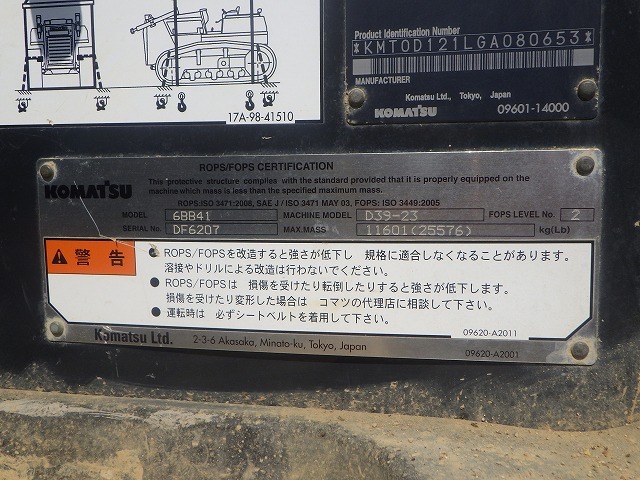 17A-98-41510
Product Identification Number
*KMT0D121LGA080653*
MANUFACTURER
Komatsu Ltd., Tokyo, Japan
KOMATSU
09601-14000
ROPS/FOPS CERTIFICATION
KOMATSU
This protective structure complies with the standard provided that it is properly equipped on the
machine which mass is less than the specified maximum mass.
ROPS:ISO 3471:2008, SAE J / ISO 3471 MAY 03, FOPS: ISO 3449:2005
MODEL 6BB41 MACHINE MODEL D39-23 FOPS LEVEL No. 2
SERIAL No. DF6207 MAX.MASS 11601(25576) kg(Lb)
警告
● ROPS/FOPSを改造すると強さが低下し 規格に適合しなくなることがあります。
溶接やドリルによる改造は行わないでください。
● ROPS/FOPSは 損傷を受けたり転倒したりすると強さが低下します。
損傷を受けたり変形した場合は コマツの代理店に相談して下さい。
● 運転時は 必ずシートベルトを着用して下さい。
09620-A2011
Komatsu Ltd. 2-3-6 Akasaka, Minato-ku, Tokyo, Japan
09620-A2001